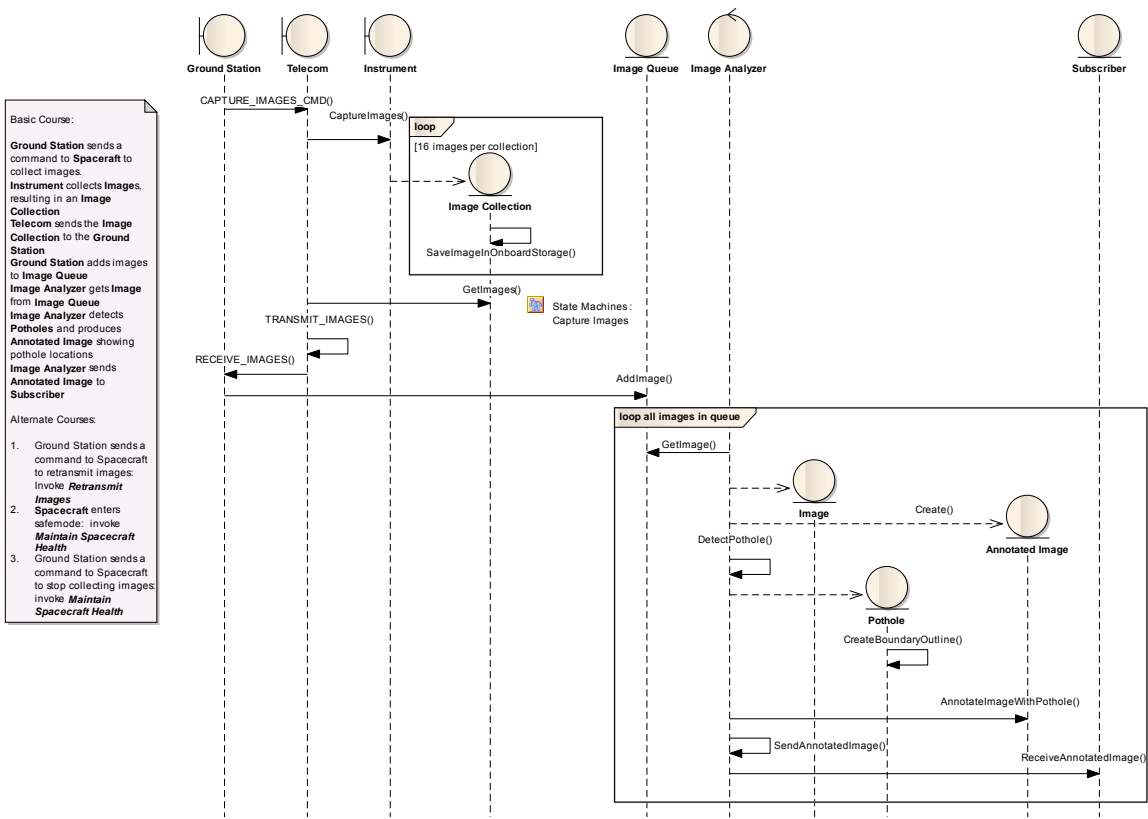 Ground Station
Telecom
Instrument
Image Queue
Image Analyzer
Subscriber
Basic Course:
Ground Station sends a
command to Spaceraft to
collect images.
Instrument collects Images,
resulting in an Image
Collection
Telecom sends the Image
Collection to the Ground
Station
Ground Station adds images
to Image Queue
Image Analyzer gets Image
from Image Queue
Image Analyzer detects
Potholes and produces
Annotated Image showing
pothole locations
Image Analyzer sends
Annotated Image to
Subscriber
Alternate Courses:
1. Ground Station sends a
command to Spacecraft
to retransmit images:
Invoke Retransmit
Images
2. Spacecraft enters
safemode: invoke
Maintain Spacecraft
Health
3. Ground Station sends a
command to Spacecraft
to stop collecting images:
invoke Maintain
Spacecraft Health
CAPTURE_IMAGES_CMD()
CaptureImages()
loop
[16 images per collection]
Image Collection
SaveImageInOnboardStorage()
GetImages()
State Machines :
Capture Images
TRANSMIT_IMAGES()
RECEIVE_IMAGES()
AddImage()
loop all images in queue
GetImage()
Image
Create()
Annotated Image
DetectPothole()
Pothole
CreateBoundaryOutline()
AnnotateImageWithPothole()
SendAnnotatedImage()
ReceiveAnnotatedImage()